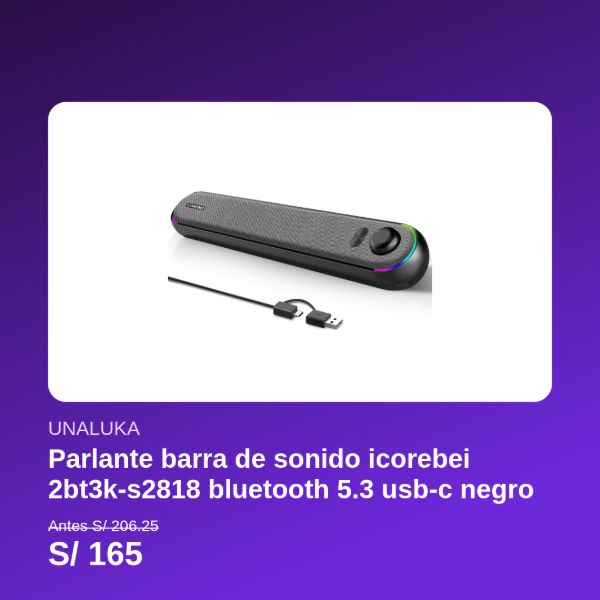 UNALUKA
Parlante barra de sonido icorebei
2bt3k-s2818 bluetooth 5.3 usb-c negro
Antes S/ 206.25
S/ 165